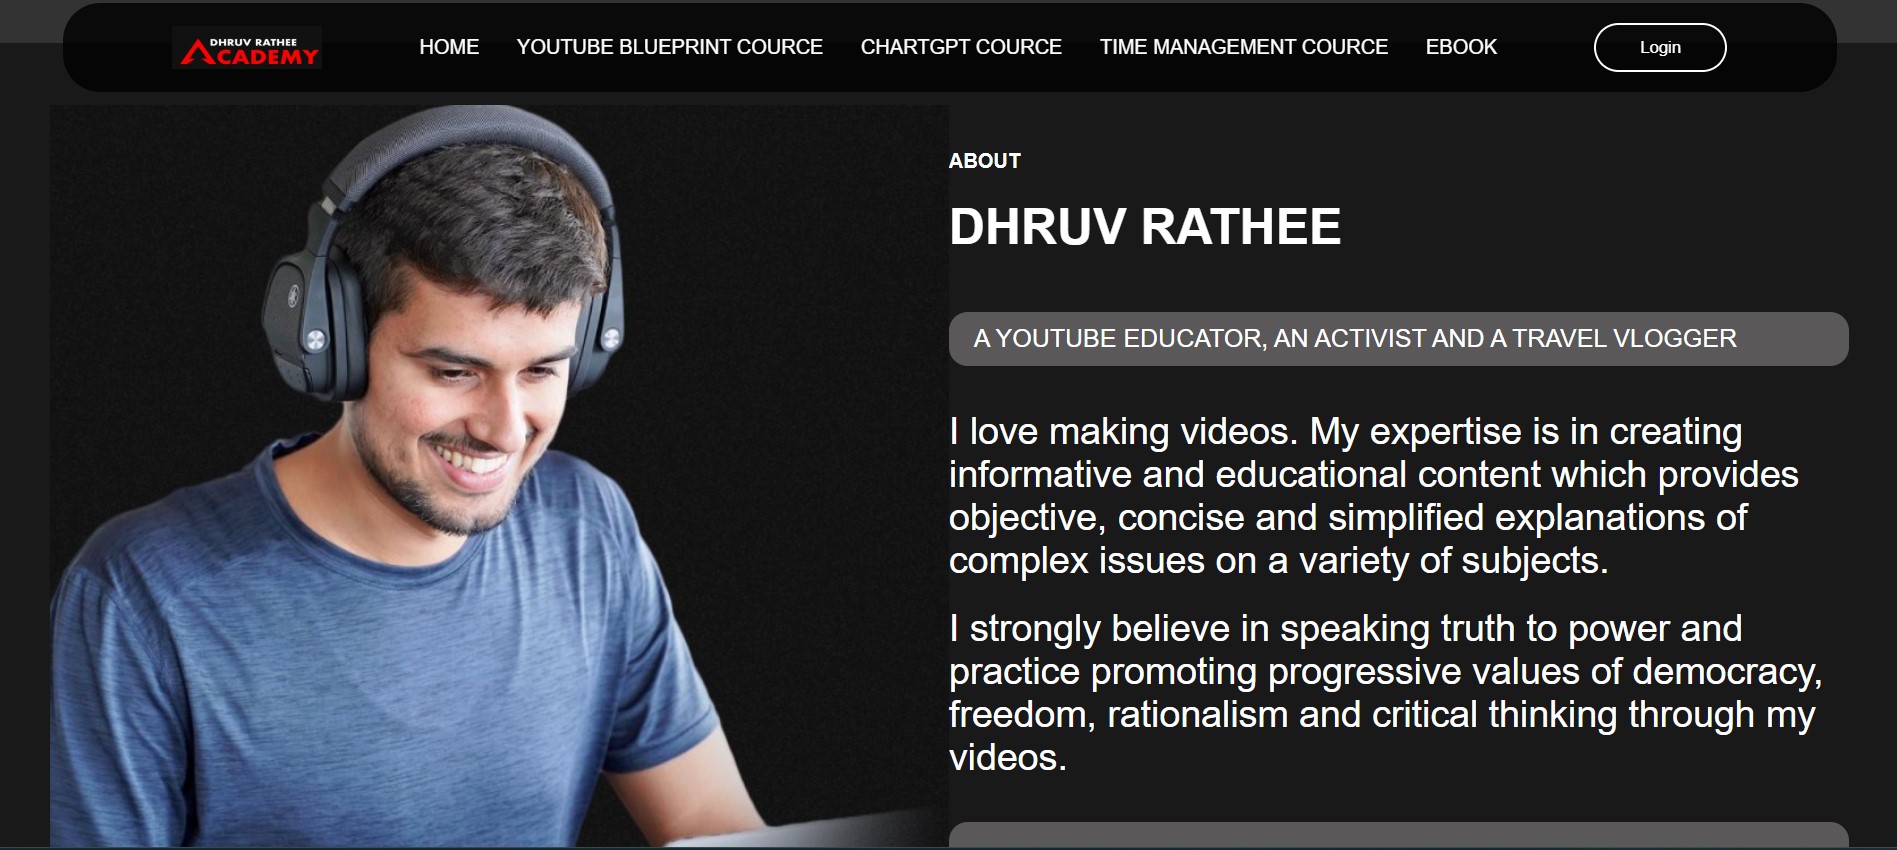 DHRUV RATHEE
ACADEMY
HOME
YOUTUBE BLUEPRINT COURCE
CHARTGPT COURCE
TIME MANAGEMENT COURCE
EBOOK
Login
ABOUT
DHRUV RATHEE
A YOUTUBE EDUCATOR, AN ACTIVIST AND A TRAVEL VLOGGER
I love making videos. My expertise is in creating
informative and educational content which provides
objective, concise and simplified explanations of
complex issues on a variety of subjects.
I strongly believe in speaking truth to power and
practice promoting progressive values of democracy,
freedom, rationalism and critical thinking through my
videos.